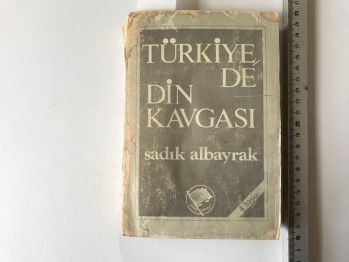 TÜRKİYE
DE
DİN
KAVGASI
sadık albayrak